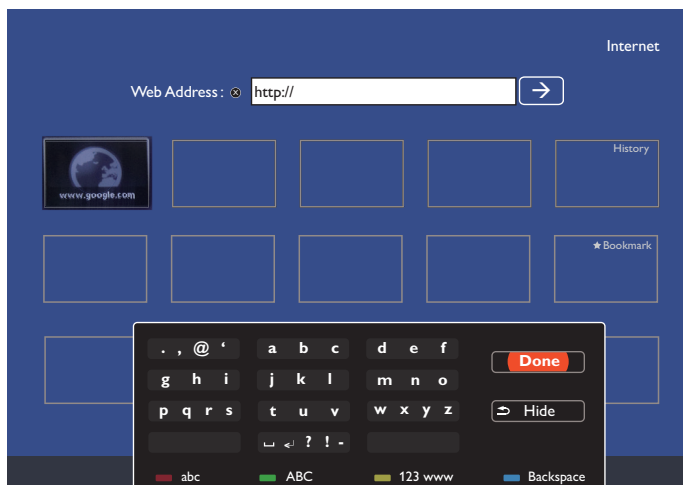 Internet
Web Address : ⊗ http:// →
History
www.google.com
★ Bookmark
. , @ ‘ a b c d e f
Done
g h i j k l m n o
p q r s t u v w x y z Hide
␣ ↲ ? ! -
abc ABC 123 www Backspace